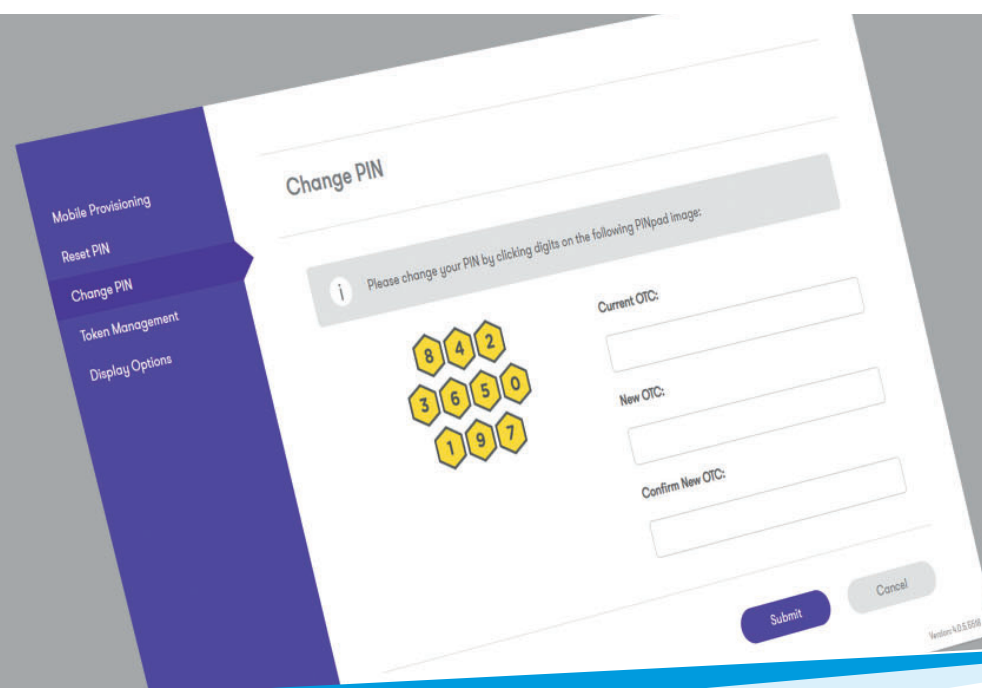 Mobile Provisioning
Reset PIN
Change PIN
Token Management
Display Options
Change PIN
i
Please change your PIN by clicking digits on the following PINpad image:
8 4 2
3 6 5 0
1 9 7
Current OTC:
New OTC:
Confirm New OTC:
Submit
Cancel